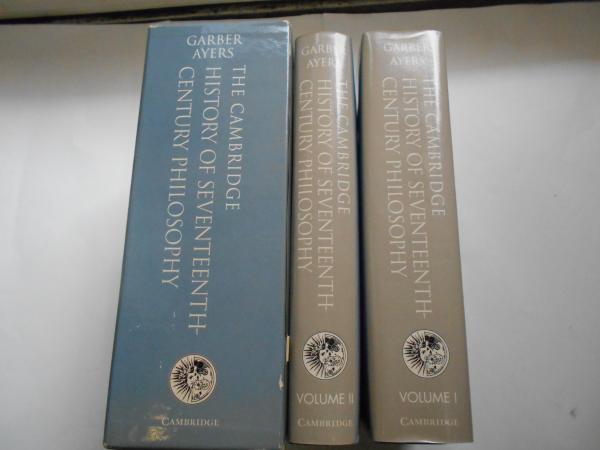 GARBER
AYERS
THE CAMBRIDGE
HISTORY OF SEVENTEENTH-
CENTURY PHILOSOPHY
CAMBRIDGE
GARBER
AYERS
THE CAMBRIDGE
HISTORY OF SEVENTEENTH-
CENTURY PHILOSOPHY
VOLUME II
CAMBRIDGE
GARBER
AYERS
THE CAMBRIDGE
HISTORY OF SEVENTEENTH-
CENTURY PHILOSOPHY
VOLUME I
CAMBRIDGE